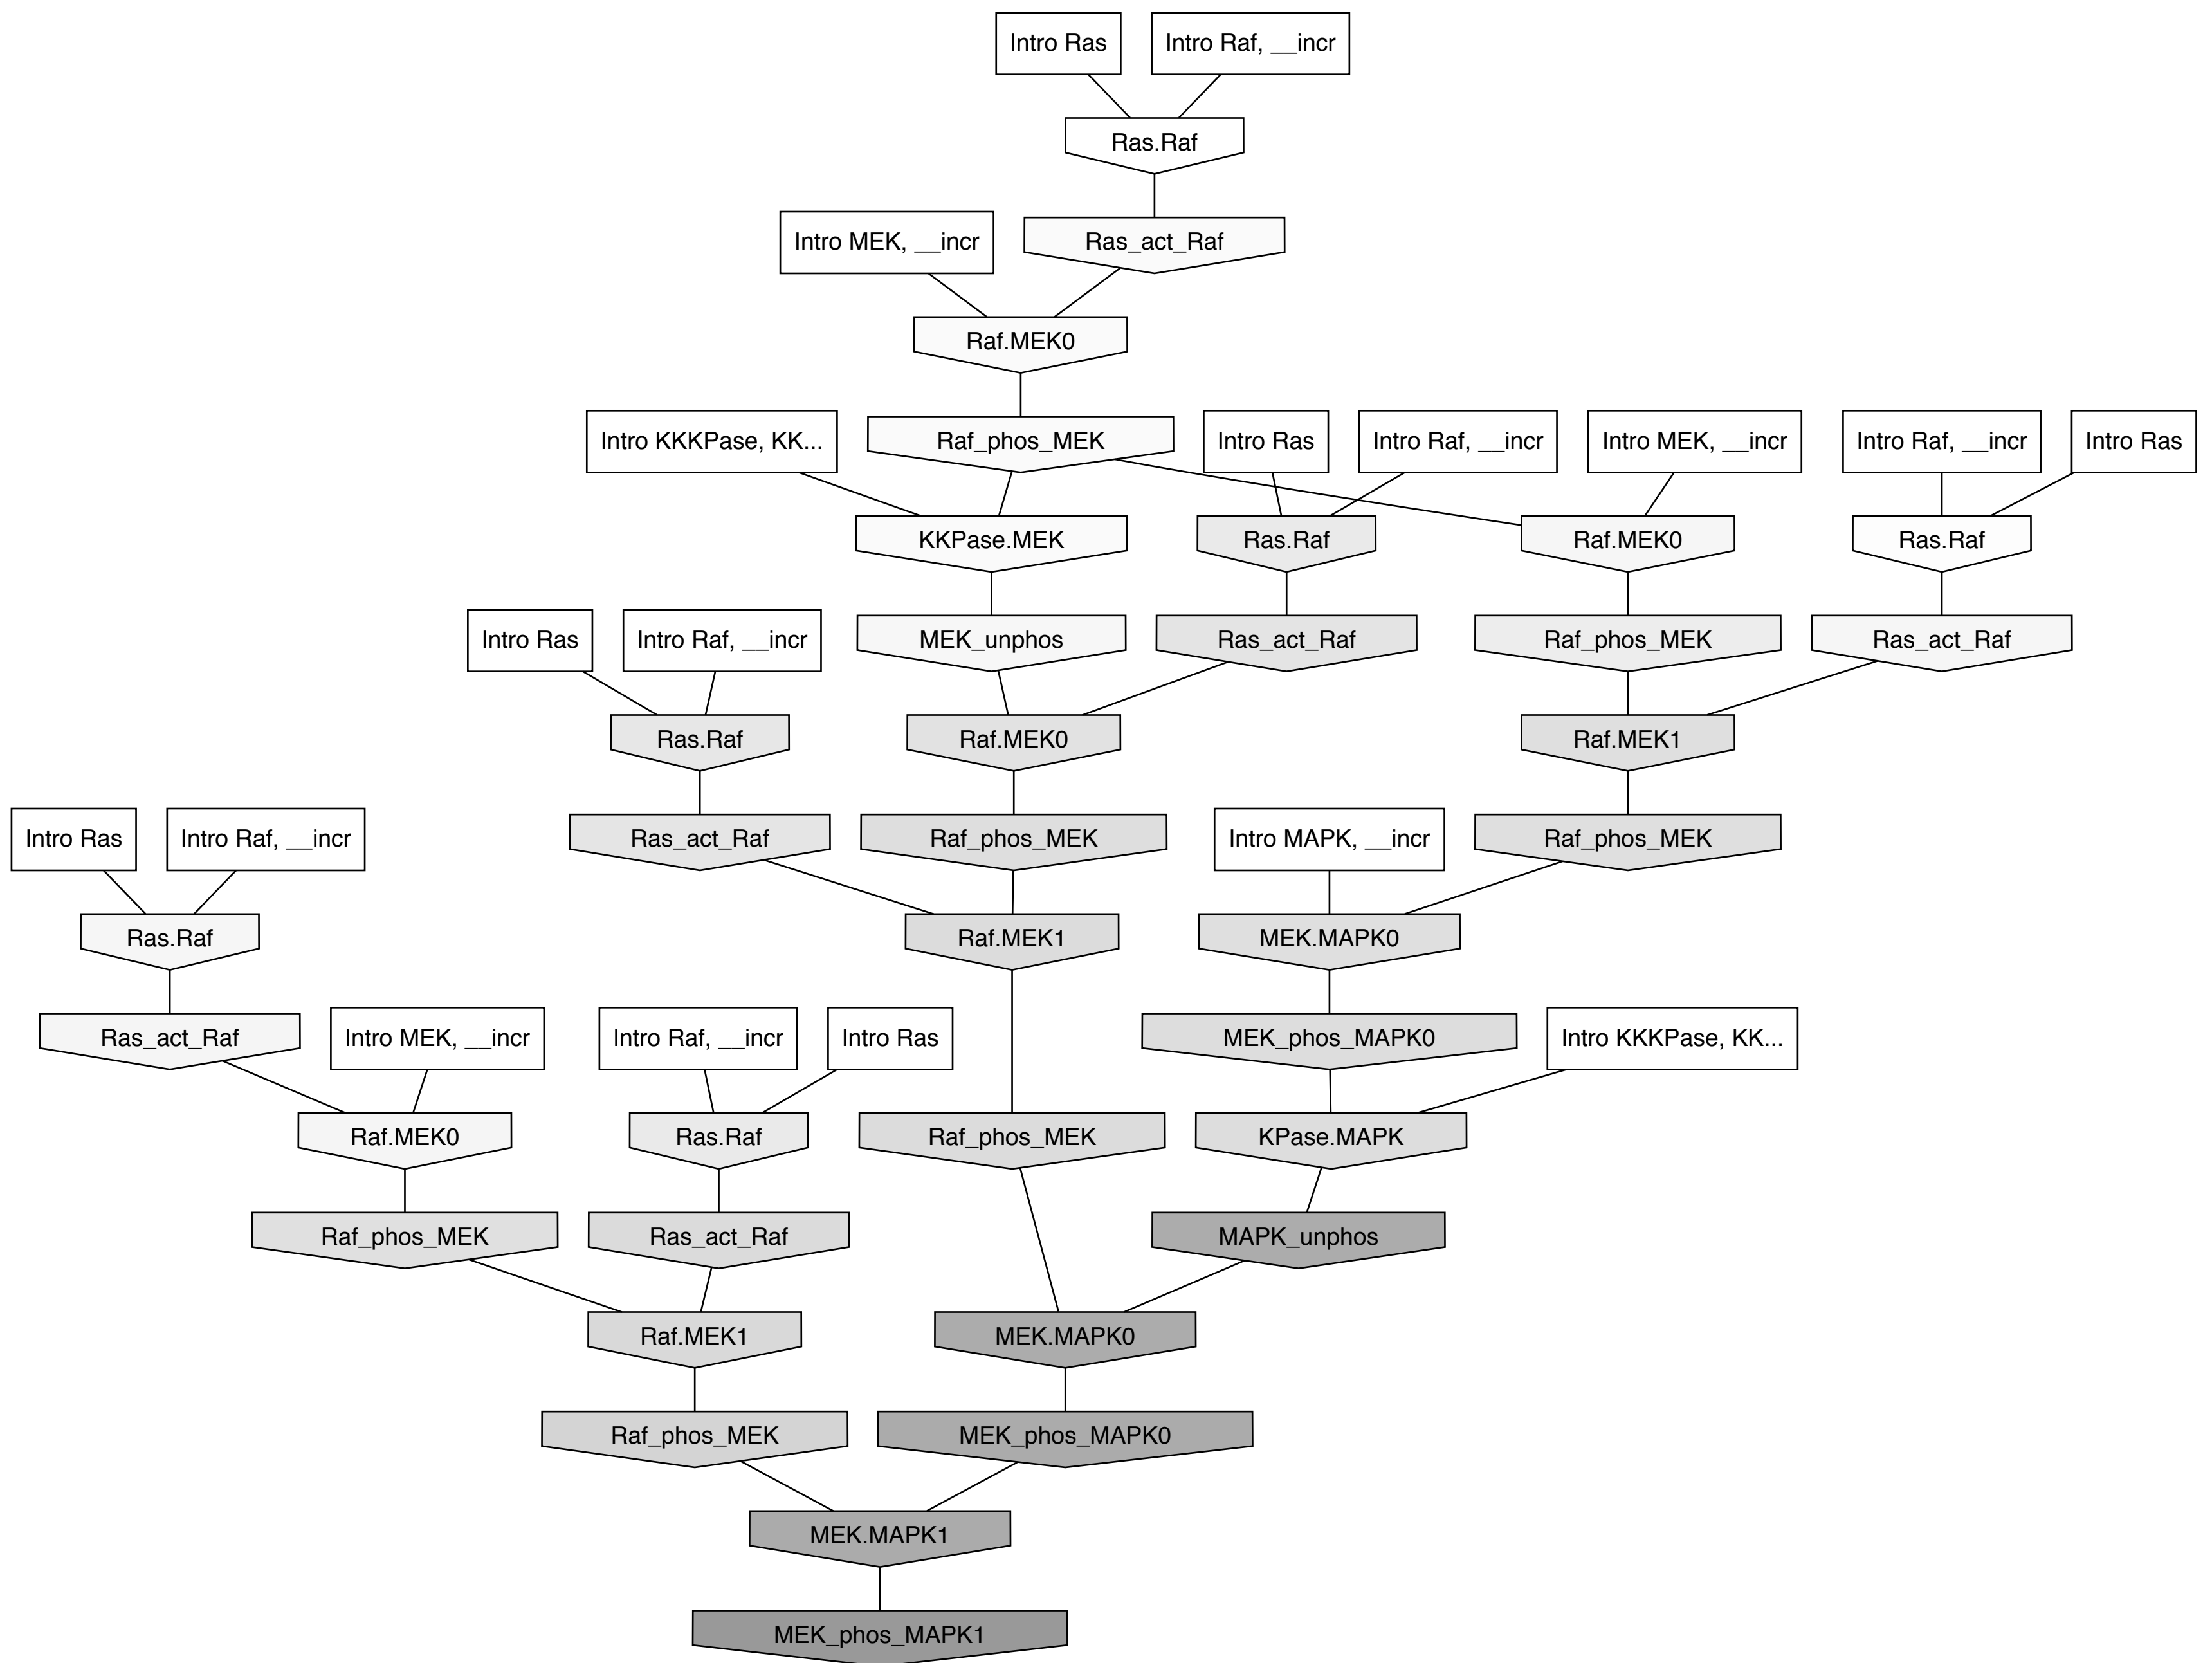 Intro Ras
Intro Raf, __incr
Ras.Raf
Intro MEK, __incr
Ras_act_Raf
Raf.MEK0
Intro KKKPase, KK...
Raf_phos_MEK
Intro Ras
Intro Raf, __incr
Intro MEK, __incr
Intro Raf, __incr
Intro Ras
KKPase.MEK
Ras.Raf
Raf.MEK0
Ras.Raf
Intro Ras
Intro Raf, __incr
MEK_unphos
Ras_act_Raf
Raf_phos_MEK
Ras_act_Raf
Ras.Raf
Raf.MEK0
Raf.MEK1
Intro Ras
Intro Raf, __incr
Ras_act_Raf
Raf_phos_MEK
Intro MAPK, __incr
Raf_phos_MEK
Ras.Raf
Raf.MEK1
MEK.MAPK0
Ras_act_Raf
Intro MEK, __incr
Intro Raf, __incr
Intro Ras
MEK_phos_MAPK0
Intro KKKPase, KK...
Raf.MEK0
Ras.Raf
Raf_phos_MEK
KPase.MAPK
Raf_phos_MEK
Ras_act_Raf
MAPK_unphos
Raf.MEK1
MEK.MAPK0
Raf_phos_MEK
MEK_phos_MAPK0
MEK.MAPK1
MEK_phos_MAPK1